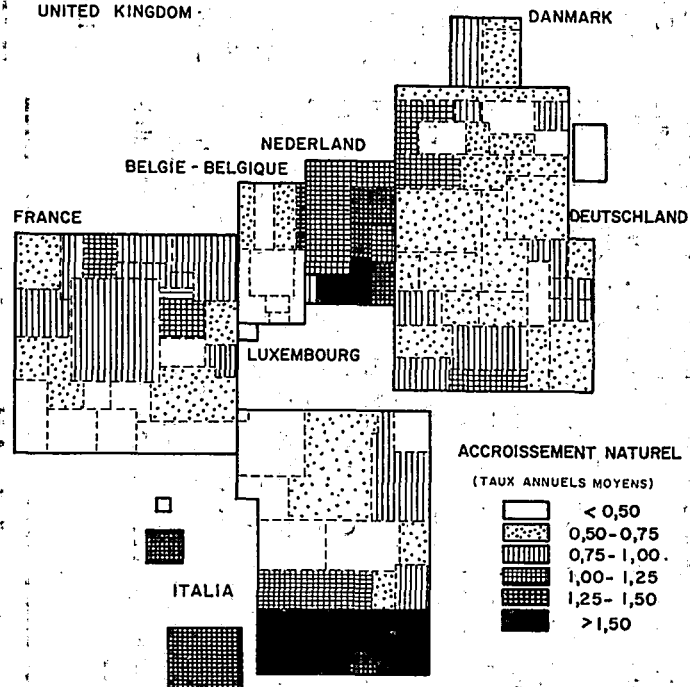 UNITED KINGDOM
DANMARK
NEDERLAND
BELGIE - BELGIQUE
FRANCE
DEUTSCHLAND
LUXEMBOURG
ACCROISSEMENT NATUREL
(TAUX ANNUELS MOYENS)
< 0,50
0,50-0,75
0,75-1,00
1,00-1,25
1,25-1,50
>1,50
ITALIA